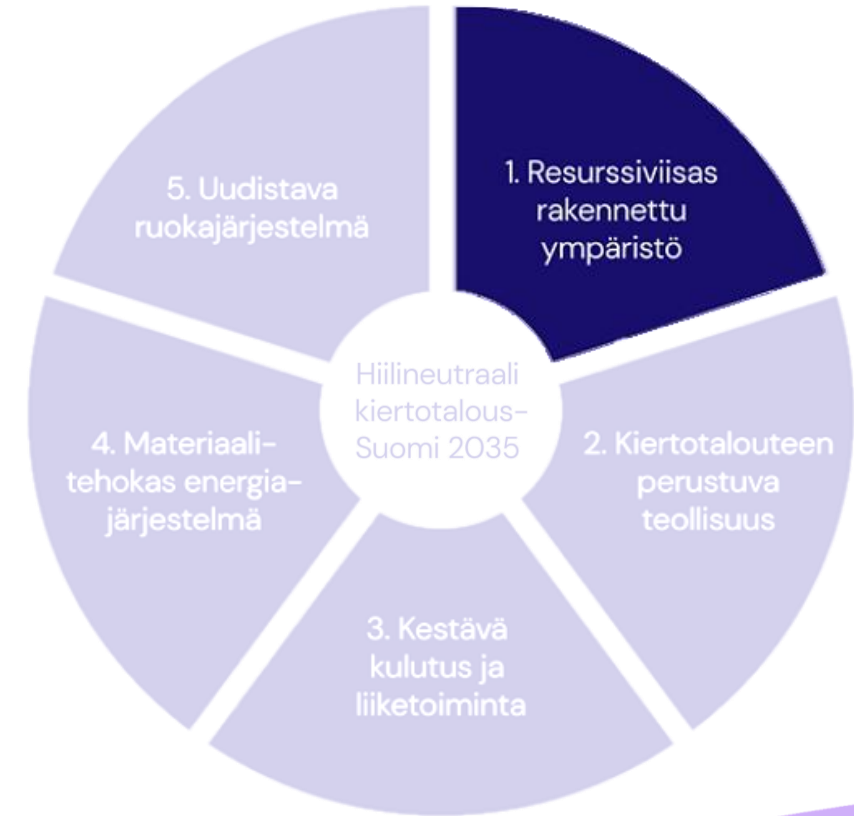 1. Resurssiviisas
rakennettu
ympäristö
2. Kiertotalouteen
perustuva
teollisuus
3. Kestävä
kulutus ja
liiketoiminta
4. Materiaali-
tehokas energia-
järjestelmä
5. Uudistava
ruokajärjestelmä
Hiilineutraali
kiertotalous-
Suomi 2035